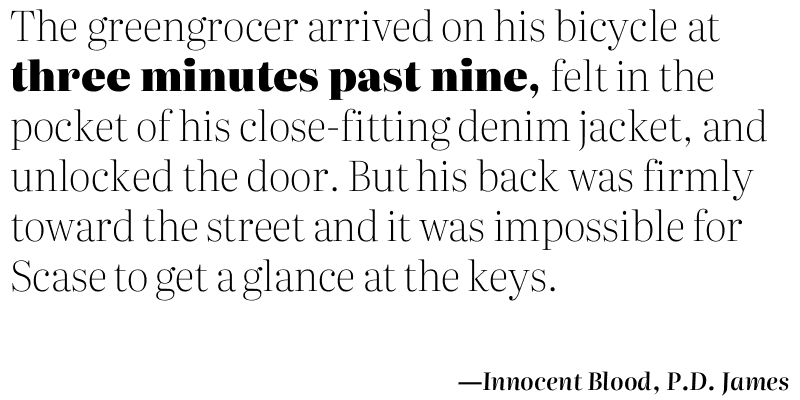 The greengrocer arrived on his bicycle at
three minutes past nine, felt in the
pocket of his close-fitting denim jacket, and
unlocked the door. But his back was firmly
toward the street and it was impossible for
Scase to get a glance at the keys.
—Innocent Blood, P.D. James